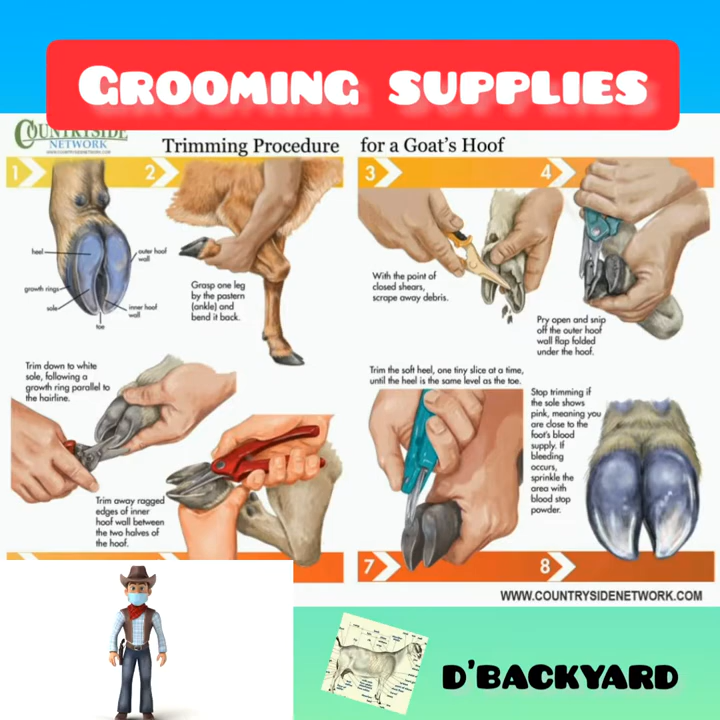 GROOMING SUPPLIES
COUNTRYSIDE
NETWORK
WWW.COUNTRYSIDENETWORK.COM
Trimming Procedure for a Goat's Hoof
1
2
3
4
heel
outer hoof
wall
growth rings
sole
inner hoof
wall
toe
Grasp one leg
by the pastern
(ankle) and
bend it back.
With the point of
closed shears,
scrape away debris.
Pry open and snip
off the outer hoof
wall flap folded
under the hoof.
Trim down to white
sole, following a
growth ring parallel to
the hairline.
Trim away ragged
edges of inner
hoof wall between
the two halves of
the hoof.
Trim the soft heel, one tiny slice at a time,
until the heel is the same level as the toe.
Stop trimming if
the sole shows
pink, meaning you
are close to the
foot's blood
supply. If
bleeding
occurs,
sprinkle the
area with
blood stop
powder.
7
8
WWW.COUNTRYSIDENETWORK.COM
D'BACKYARD